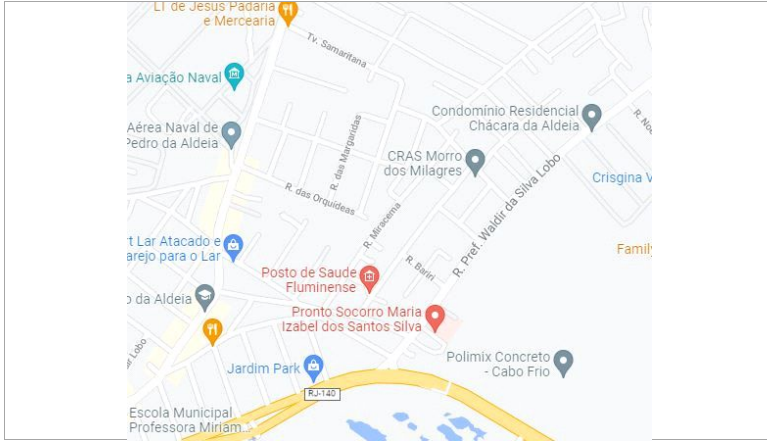 LT de Jesus Padaria
e Mercearia
Tv. Samaritana
a Aviação Naval
Condomínio Residencial
Chácara da Aldeia
Aérea Naval de
Pedro da Aldeia
R. das Margaridas
CRAS Morro
dos Milagres
Crisgina V
R. das Orquídeas
R. Miracema
R. Pref. Waldir da Silva Lobo
t Lar Atacado e
arejo para o Lar
Family
R. Bariri
Posto de Saude
Fluminense
o da Aldeia
Pronto Socorro Maria
Izabel dos Santos Silva
ar Lobo
Jardim Park
Polimix Concreto
- Cabo Frio
RJ-140
Escola Municipal
Professora Miriam...